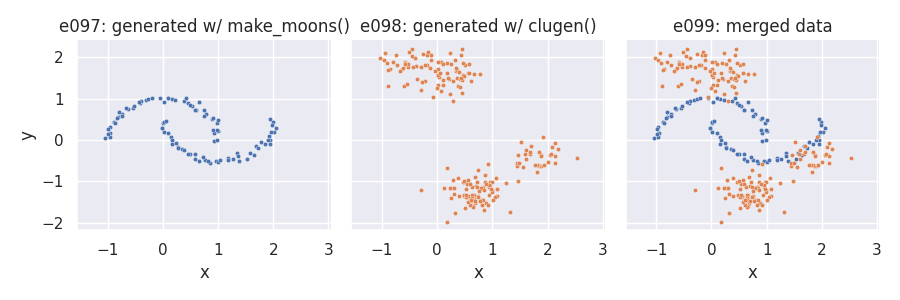 e097: generated w/ make_moons()
e098: generated w/ clugen()
e099: merged data
2
1
0
−1
−2
y
−1
0
1
2
3
x
−1
0
1
2
3
x
−1
0
1
2
3
x